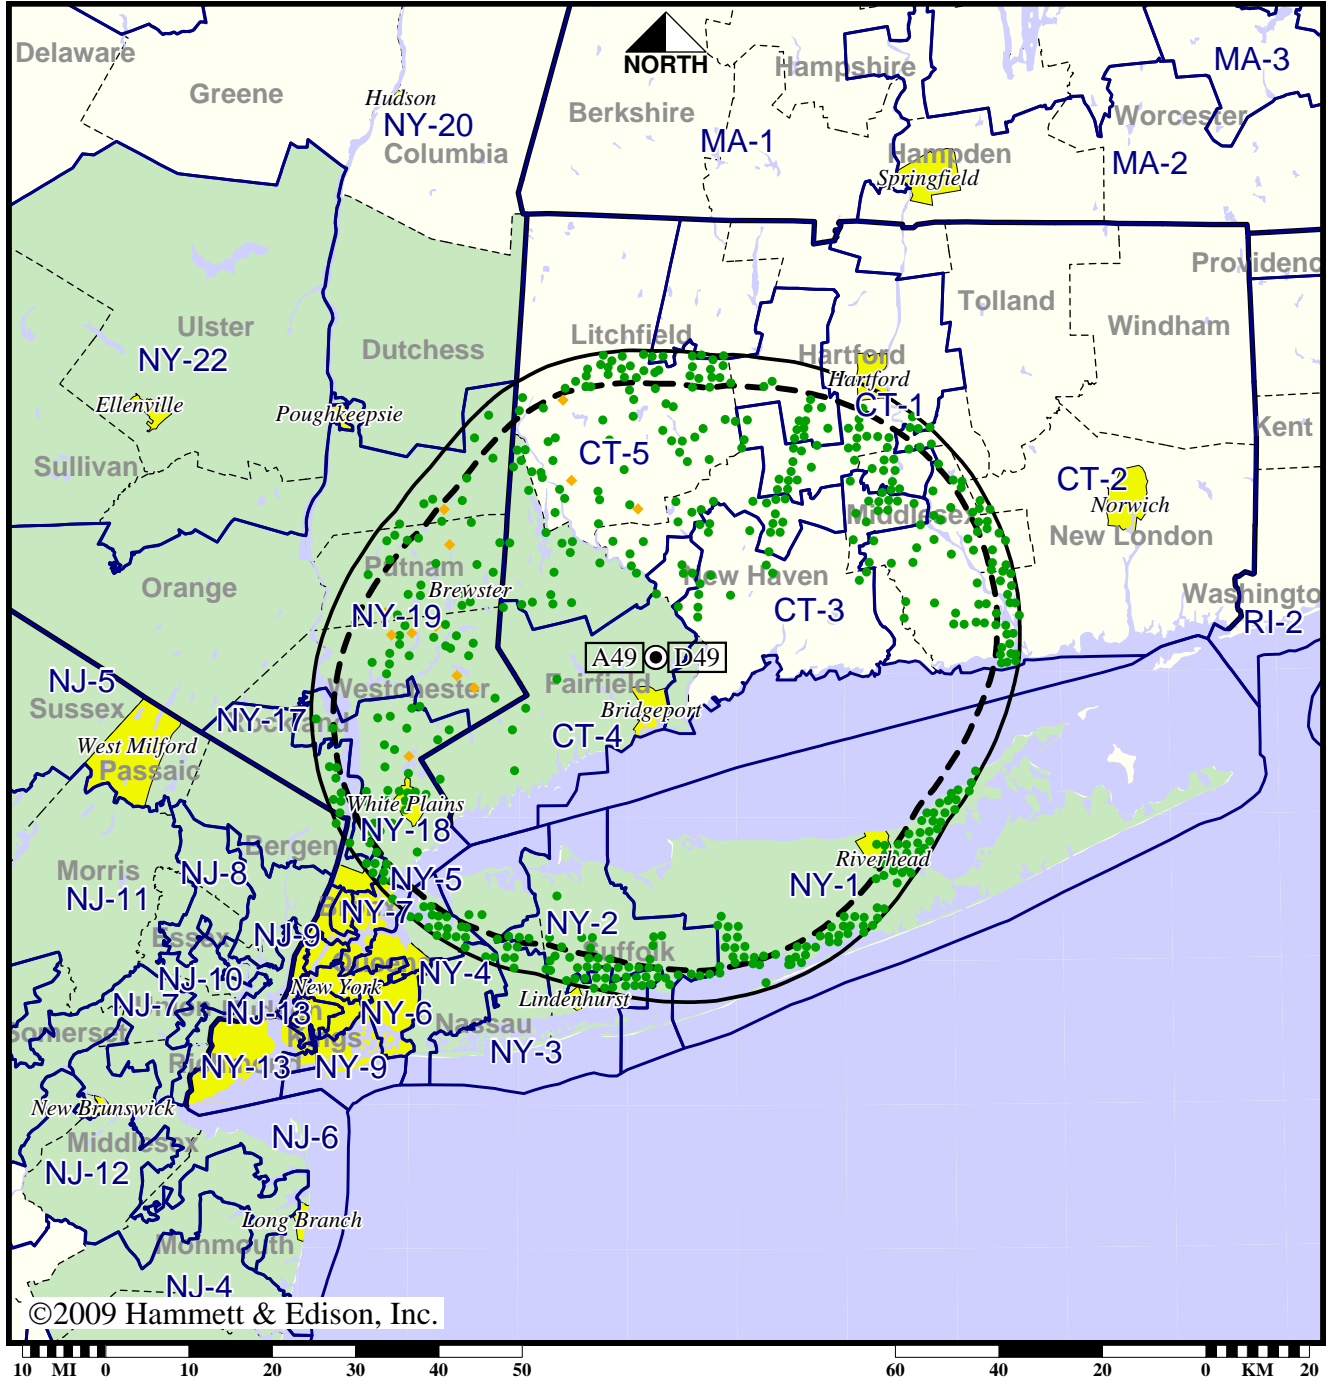 Delaware
Greene
Hudson
NY-20
Columbia
NORTH
Berkshire
Hampshire
MA-1
Hampden
Springfield
MA-3
Worcester
MA-2
Providenc
Tolland
Windham
Kent
Ulster
NY-22
Ellenville
Sullivan
Dutchess
Poughkeepsie
Litchfield
Hartford
Hartford
CT-1
CT-5
CT-2
Norwich
New London
Middlesex
Orange
Putnam
Brewster
NY-19
New Haven
CT-3
Washingto
RI-2
A49 D49
NJ-5
Sussex
West Milford
Passaic
NY-17
Westchester
Fairfield
Bridgeport
CT-4
White Plains
NY-18
Bergen
Morris
NJ-11
NJ-8
NY-5
NY-7
Riverhead
NY-1
NY-2
Suffolk
Essex
NJ-9
NJ-10
NJ-7
NJ-13
New York
NY-4
NY-6
Lindenhurst
Nassau
NY-3
Somerset
NY-13
NY-9
New Brunswick
Middlesex
NJ-12
NJ-6
Long Branch
Monmouth
NJ-4
©2009 Hammett & Edison, Inc.
10 MI 0 10 20 30 40 50
60 40 20 0 KM 20